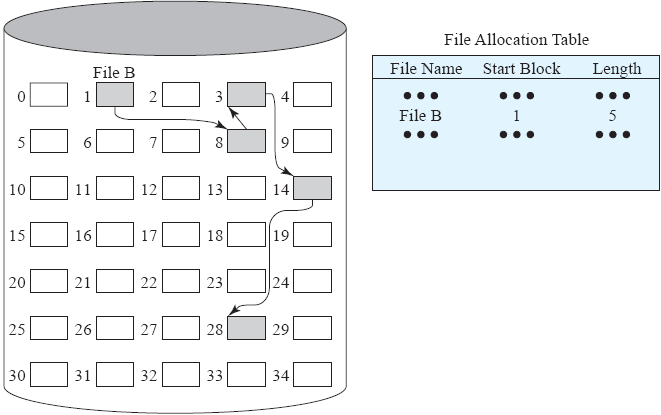 File Allocation Table
File Name Start Block Length
••• ••• •••
File B 1 5
••• ••• •••
File B
0 1 2 3 4
5 6 7 8 9
10 11 12 13 14
15 16 17 18 19
20 21 22 23 24
25 26 27 28 29
30 31 32 33 34